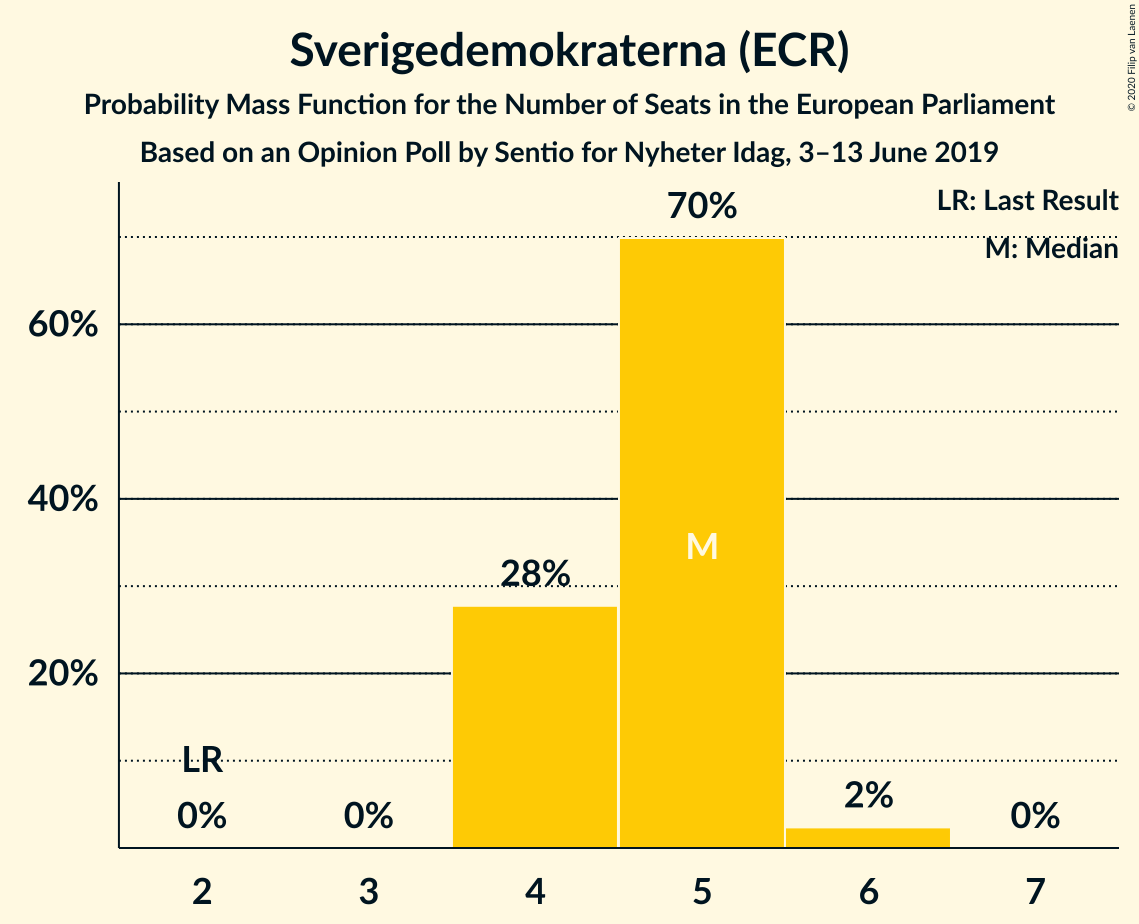 Sverigedemokraterna (ECR)
Probability Mass Function for the Number of Seats in the European Parliament
Based on an Opinion Poll by Sentio for Nyheter Idag, 3–13 June 2019
© 2020 Filip van Laenen
LR: Last Result
M: Median
70%
60%
40%
M
28%
20%
LR
0%
0%
2%
0%
2 3 4 5 6 7